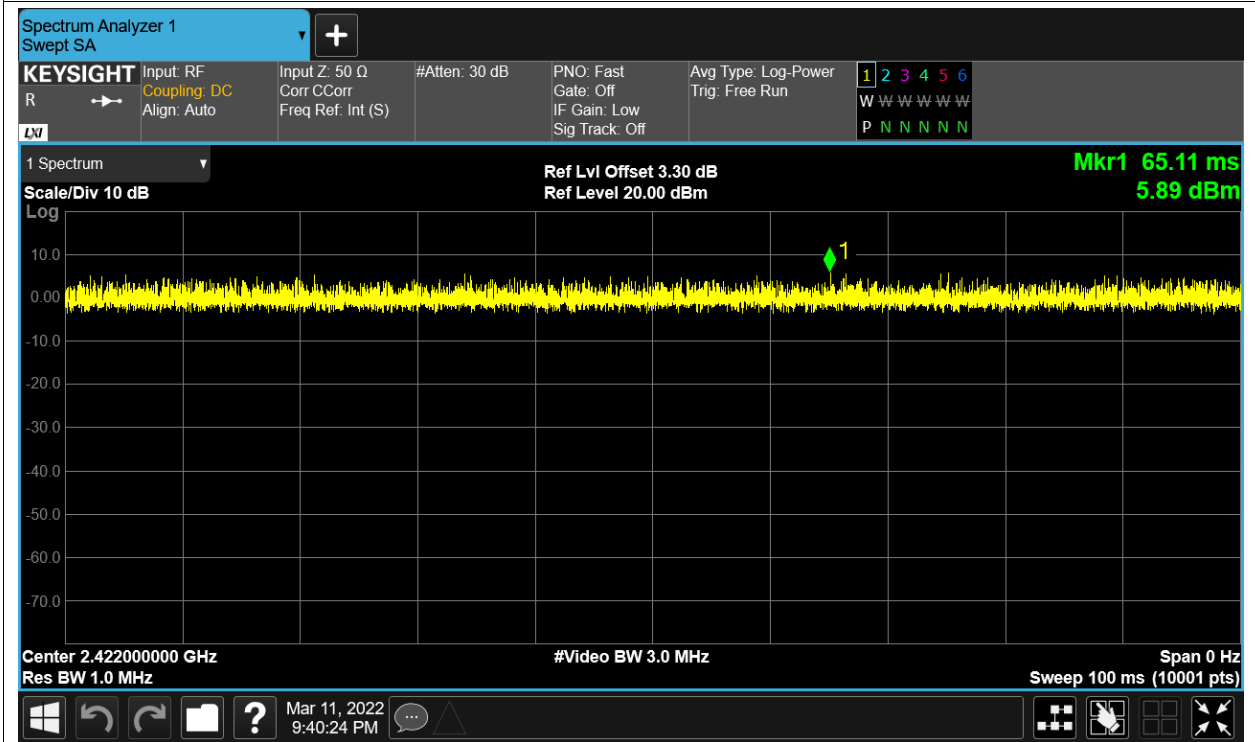 Spectrum Analyzer 1
Swept SA
KEYSIGHT
R
LXI
Input: RF
Coupling: DC
Align: Auto
Input Z: 50 Ω
Corr CCorr
Freq Ref: Int (S)
#Atten: 30 dB
PNO: Fast
Gate: Off
IF Gain: Low
Sig Track: Off
Avg Type: Log-Power
Trig: Free Run
1 2 3 4 5 6
W W W W W W
P N N N N N
1 Spectrum
Scale/Div 10 dB
Log
Ref Lvl Offset 3.30 dB
Ref Level 20.00 dBm
Mkr1 65.11 ms
5.89 dBm
1
10.0
0.00
-10.0
-20.0
-30.0
-40.0
-50.0
-60.0
-70.0
Center 2.422000000 GHz
#Video BW 3.0 MHz
Span 0 Hz
Res BW 1.0 MHz
Sweep 100 ms (10001 pts)
Mar 11, 2022
9:40:24 PM